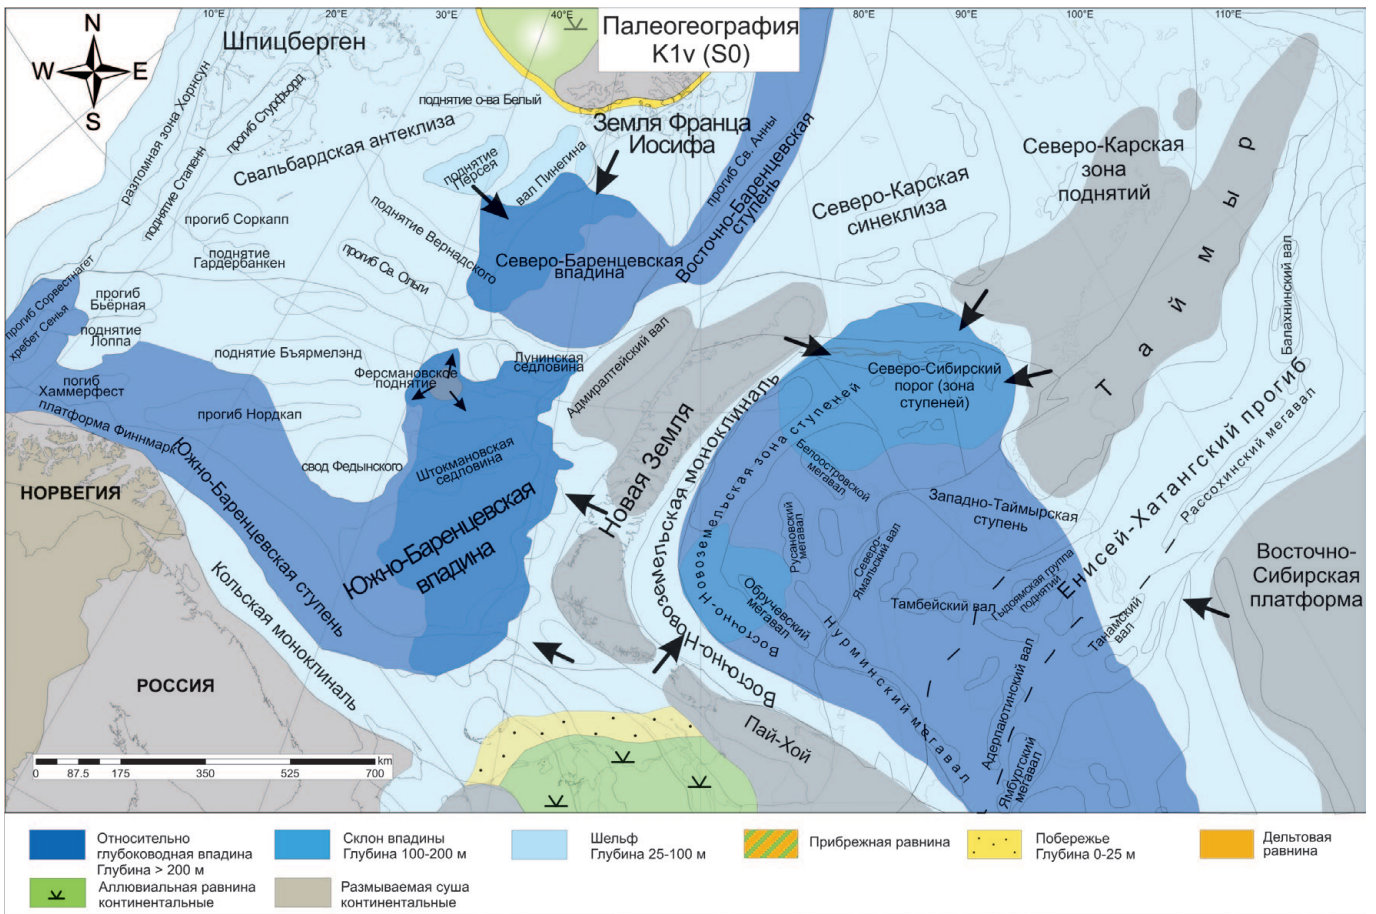 10°E
20°E
30°E
40°E
80°E
90°E
100°E
110°E
N
W
E
S
Палеогеография
K1v (S0)
Шпицберген
разломная зона Хорнсун
прогиб Стурфьорд
поднятие Стапенн
поднятие о-ва Белый
Свальбардская антеклиза
Земля Франца
Иосифа
поднятие
Персея
вал Пинегина
прогиб Св. Анны
Восточно-Баренцевская
ступень
Северо-Карская
синеклиза
Северо-Карская
зона
поднятий
Таймыр
Балахнинский вал
прогиб Соркапп
поднятие
Гардербанкен
поднятие Вернадского
прогиб Св. Ольги
Северо-Баренцевская
впадина
прогиб Сорвестнагет
хребет Сенья
прогиб
Бьёрная
поднятие
Лоппа
поднятие Бъярмелэнд
Ферсмановское
поднятие
Лунинская
седловина
Адмиралтейский вал
Северо-Сибирский
порог (зона
ступеней)
погиб
Хаммерфест
платформа Финнмарк
прогиб Нордкап
свод Федынского
Штокмановская
седловина
Новая Земля
Восточно-Новоземельская моноклиналь
Восточно-Новоземельская зона ступеней
Белоостровской
мегавал
Русановский
мегавал
Северо-
Ямальский вал
Западно-Таймырская
ступень
Енисей-Хатангский прогиб
Рассохинский мегавал
НОРВЕГИЯ
Южно-Баренцевская ступень
Южно-Баренцевская
впадина
Кольская моноклиналь
Обручевский
мегавал
Тамбейский вал
Гыдоямская группа
поднятий
Танамский
вал
Восточно-
Сибирская
платформа
РОССИЯ
Нурминский мегавал
Адерпаютинский вал
Ямбургский
мегавал
Пай-Хой
km
0 87.5 175 350 525 700
Относительно
глубоководная впадина
Глубина > 200 м
Склон впадины
Глубина 100-200 м
Шельф
Глубина 25-100 м
Прибрежная равнина
Побережье
Глубина 0-25 м
Дельтовая
равнина
Аллювиальная равнина
континентальные
Размываемая суша
континентальные